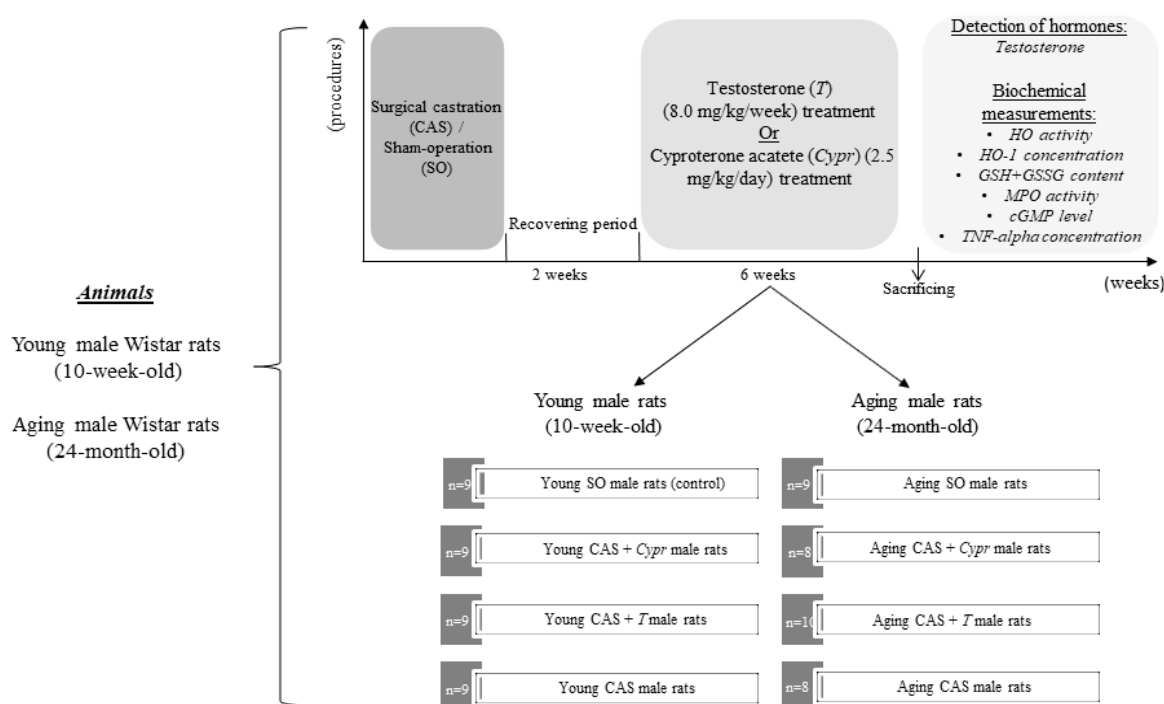 Animals
Young male Wistar rats
(10-week-old)
Aging male Wistar rats
(24-month-old)
(procedures)
Surgical castration
(CAS) /
Sham-operation
(SO)
Recovering period
2 weeks
Testosterone (T)
(8.0 mg/kg/week) treatment
Or
Cyproterone acatete (Cypr) (2.5
mg/kg/day) treatment
6 weeks
Sacrificing
(weeks)
Detection of hormones:
Testosterone
Biochemical
measurements:
• HO activity
• HO-1 concentration
• GSH+GSSG content
• MPO activity
• cGMP level
• TNF-alpha concentration
Young male rats
(10-week-old)
n=9 Young SO male rats (control)
n=9 Young CAS + Cypr male rats
n=9 Young CAS + T male rats
n=9 Young CAS male rats
Aging male rats
(24-month-old)
n=9 Aging SO male rats
n=8 Aging CAS + Cypr male rats
n=10 Aging CAS + T male rats
n=8 Aging CAS male rats